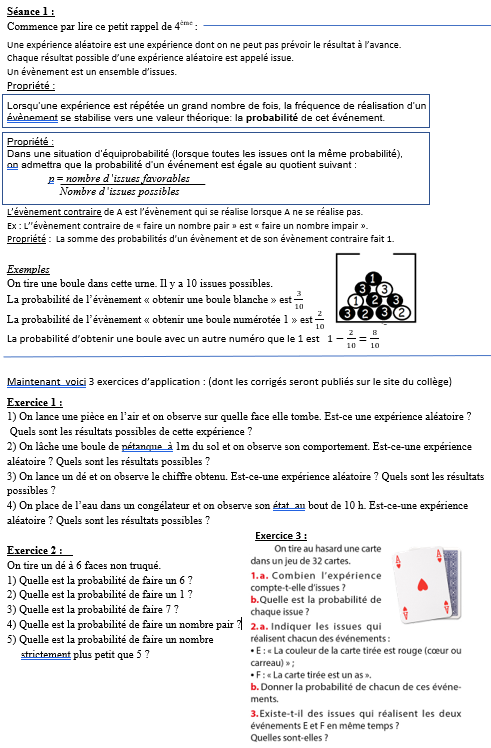 Séance 1 :
Commence par lire ce petit rappel de 4ème :
Une expérience aléatoire est une expérience dont on ne peut pas prévoir le résultat à l'avance.
Chaque résultat possible d'une expérience aléatoire est appelé issue.
Un évènement est un ensemble d'issues.
Propriété :
Lorsqu'une expérience est répétée un grand nombre de fois, la fréquence de réalisation d'un
évènement se stabilise vers une valeur théorique: la probabilité de cet événement.
Propriété :
Dans une situation d'équiprobabilité (lorsque toutes les issues ont la même probabilité),
on admettra que la probabilité d'un événement est égale au quotient suivant :
p = nombre d'issues favorables
Nombre d'issues possibles
L'évènement contraire de A est l'évènement qui se réalise lorsque A ne se réalise pas.
Ex : L''évènement contraire de « faire un nombre pair » est « faire un nombre impair ».
Propriété : La somme des probabilités d'un évènement et de son évènement contraire fait 1.
Exemples
On tire une boule dans cette urne. Il y a 10 issues possibles.
La probabilité de l'évènement « obtenir une boule blanche » est 3/10
La probabilité de l'évènement « obtenir une boule numérotée 1 » est 2/10
La probabilité d'obtenir une boule avec un autre numéro que le 1 est 1 − 2/10 = 8/10
1
3 3
1 2 3
3 2 3 2
Maintenant voici 3 exercices d'application : (dont les corrigés seront publiés sur le site du collège)
Exercice 1 :
1) On lance une pièce en l'air et on observe sur quelle face elle tombe. Est-ce une expérience aléatoire ?
Quels sont les résultats possibles de cette expérience ?
2) On lâche une boule de pétanque à 1m du sol et on observe son comportement. Est-ce-une expérience
aléatoire ? Quels sont les résultats possibles ?
3) On lance un dé et on observe le chiffre obtenu. Est-ce-une expérience aléatoire ? Quels sont les résultats
possibles ?
4) On place de l'eau dans un congélateur et on observe son état au bout de 10 h. Est-ce-une expérience
aléatoire ? Quels sont les résultats possibles ?
Exercice 2 :
On tire un dé à 6 faces non truqué.
1) Quelle est la probabilité de faire un 6 ?
2) Quelle est la probabilité de faire un 1 ?
3) Quelle est la probabilité de faire 7 ?
4) Quelle est la probabilité de faire un nombre pair ?
5) Quelle est la probabilité de faire un nombre
strictement plus petit que 5 ?
Exercice 3 :
On tire au hasard une carte
dans un jeu de 32 cartes.
1.a. Combien l'expérience
compte-t-elle d'issues ?
b. Quelle est la probabilité de
chaque issue ?
2.a. Indiquer les issues qui
réalisent chacun des événements :
• E : « La couleur de la carte tirée est rouge (cœur ou
carreau) » ;
• F : « La carte tirée est un as ».
b. Donner la probabilité de chacun de ces événe-
ments.
3. Existe-t-il des issues qui réalisent les deux
événements E et F en même temps ?
Quelles sont-elles ?
A
A
A
A